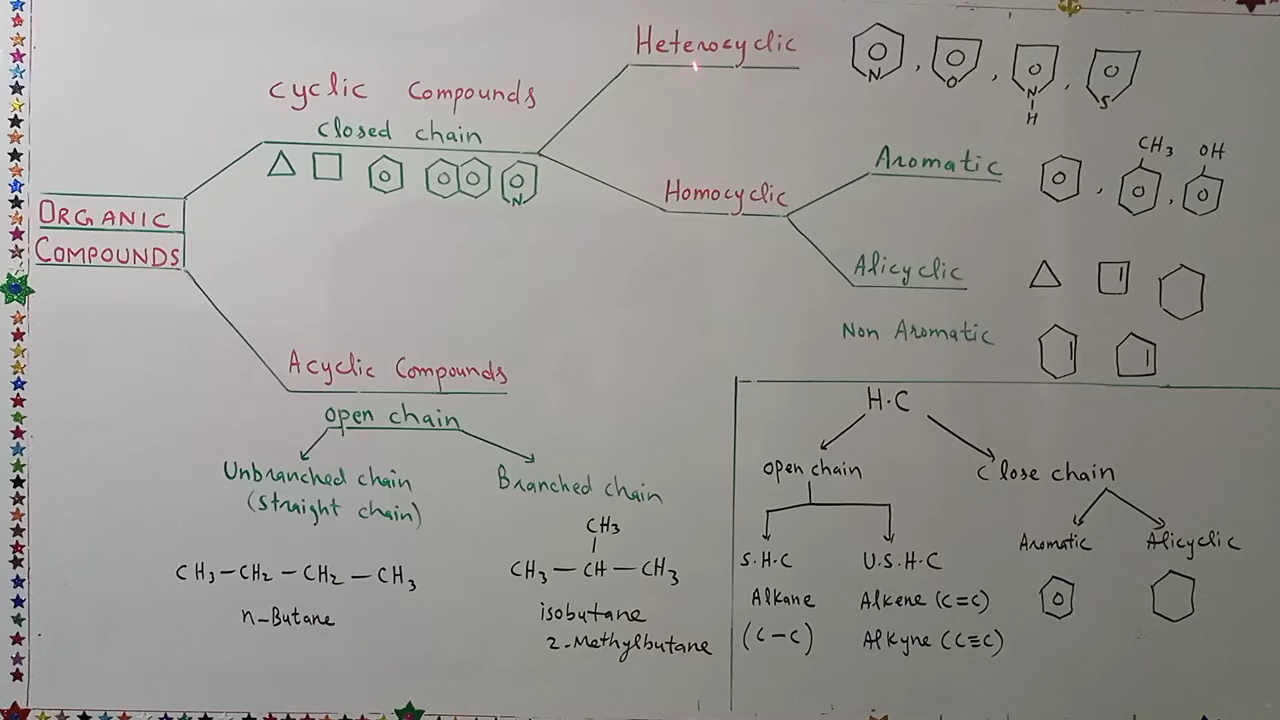 ORGANIC
COMPOUNDS
Cyclic Compounds
Closed chain
N
Heterocyclic
N , O , N , S
H
Homocyclic
Aromatic
CH3 OH
, ,
Alicyclic
Non Aromatic
Acyclic Compounds
open chain
Unbranched chain
(Straight chain)
CH3-CH2-CH2-CH3
n-Butane
Branched chain
CH3
CH3-CH-CH3
isobutane
2-Methylbutane
H.C
open chain
S.H.C
Alkane
(C-C)
U.S.H.C
Alkene (C=C)
Alkyne (C≡C)
Close chain
Aromatic
Alicyclic